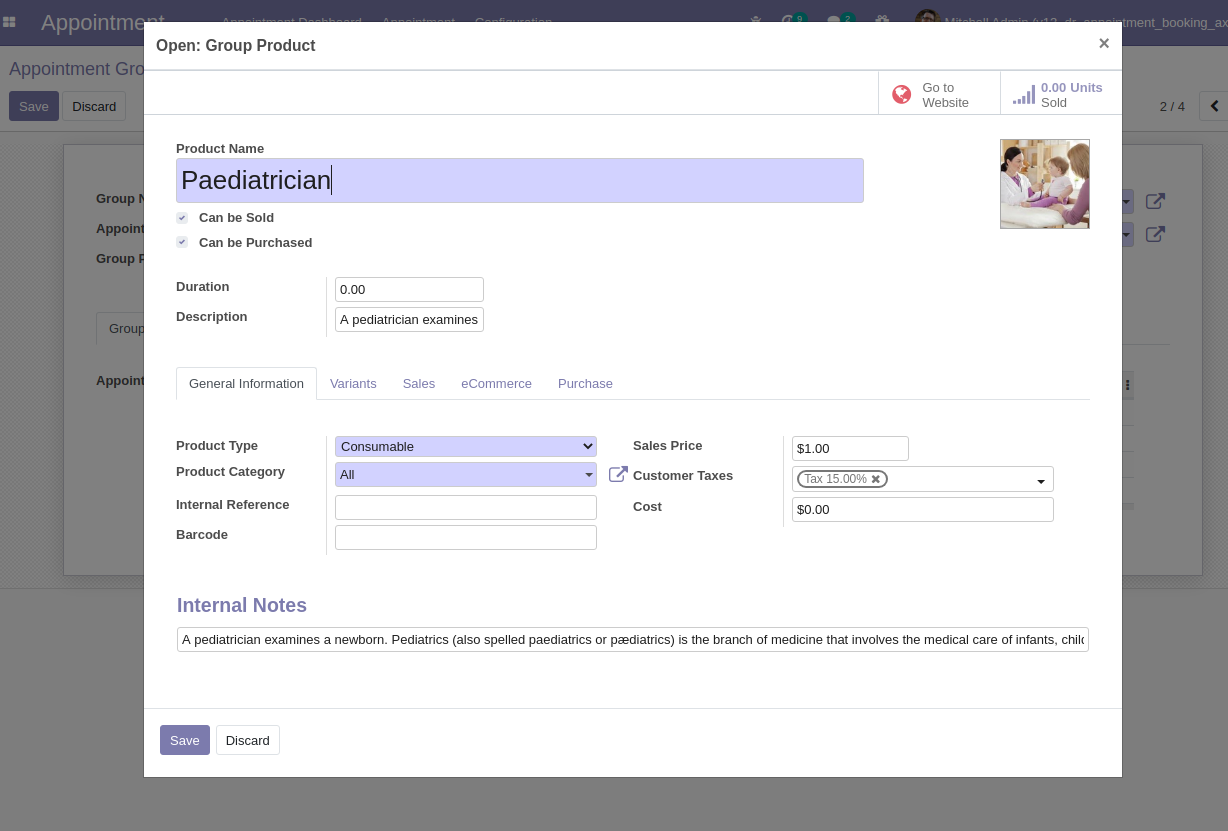 Appointment
Appointment Dashboard Appointment Configuration 9 2 Mitchell Admin
Open: Group Product ×
Appointment Gro
Save Discard
2 / 4
Go to
Website
0.00 Units
Sold
Product Name
Paediatrician
Can be Sold
Can be Purchased
Group
Appoint
Group P
Duration 0.00
Description A pediatrician examines
Group
Appoint
General Information Variants Sales eCommerce Purchase
Product Type Consumable
Product Category All
Internal Reference
Barcode
Sales Price $1.00
Customer Taxes Tax 15.00%
Cost $0.00
Internal Notes
A pediatrician examines a newborn. Pediatrics (also spelled paediatrics or pædiatrics) is the branch of medicine that involves the medical care of infants, chil
Save Discard